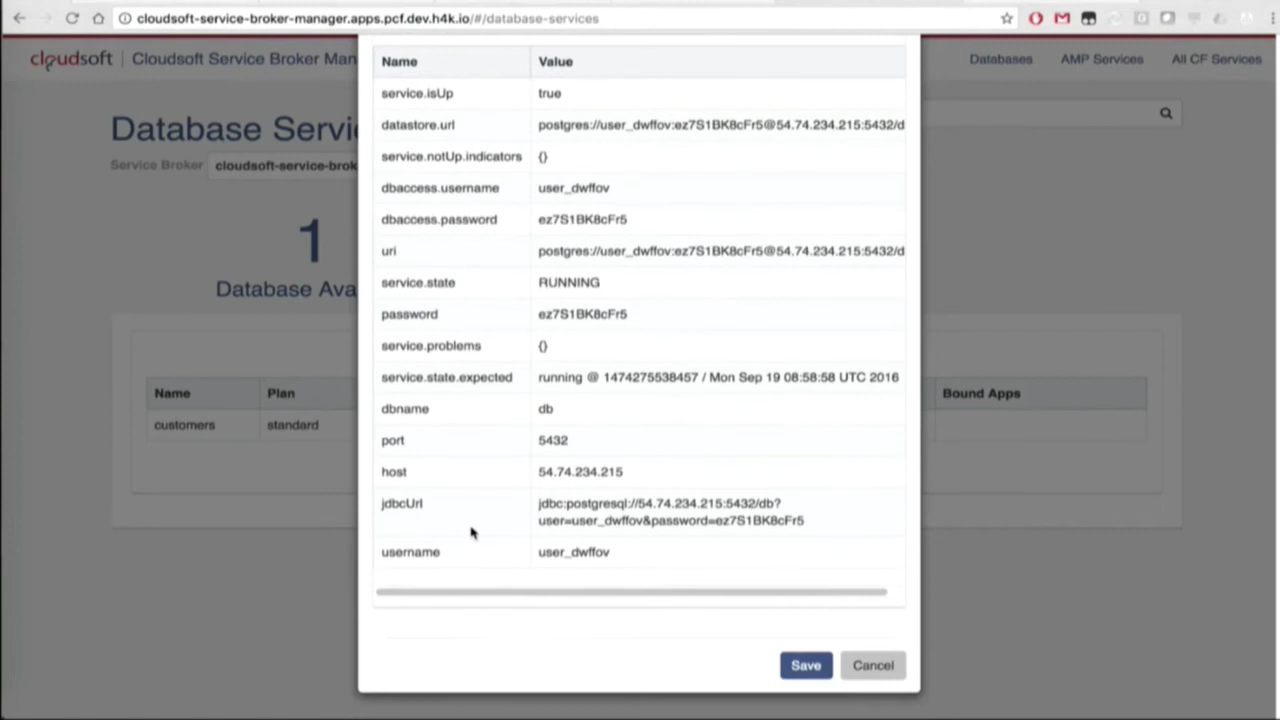 cloudsoft-service-broker-manager.apps.pcf.dev.h4k.io/#/database-services
cloudsoft | Cloudsoft Service Broker Man
Databases AMP Services All CF Services
Database Servi
Service Broker cloudsoft-service-brok
1
Database Ava
Name Plan Bound Apps
customers standard
Name Value
service.isUp true
datastore.url postgres://user_dwffov:ez7S1BK8cFr5@54.74.234.215:5432/d
service.notUp.indicators {}
dbaccess.username user_dwffov
dbaccess.password ez7S1BK8cFr5
uri postgres://user_dwffov:ez7S1BK8cFr5@54.74.234.215:5432/d
service.state RUNNING
password ez7S1BK8cFr5
service.problems {}
service.state.expected running @ 1474275538457 / Mon Sep 19 08:58:58 UTC 2016
dbname db
port 5432
host 54.74.234.215
jdbcUrl jdbc:postgresql://54.74.234.215:5432/db?
user=user_dwffov&password=ez7S1BK8cFr5
username user_dwffov
Save Cancel